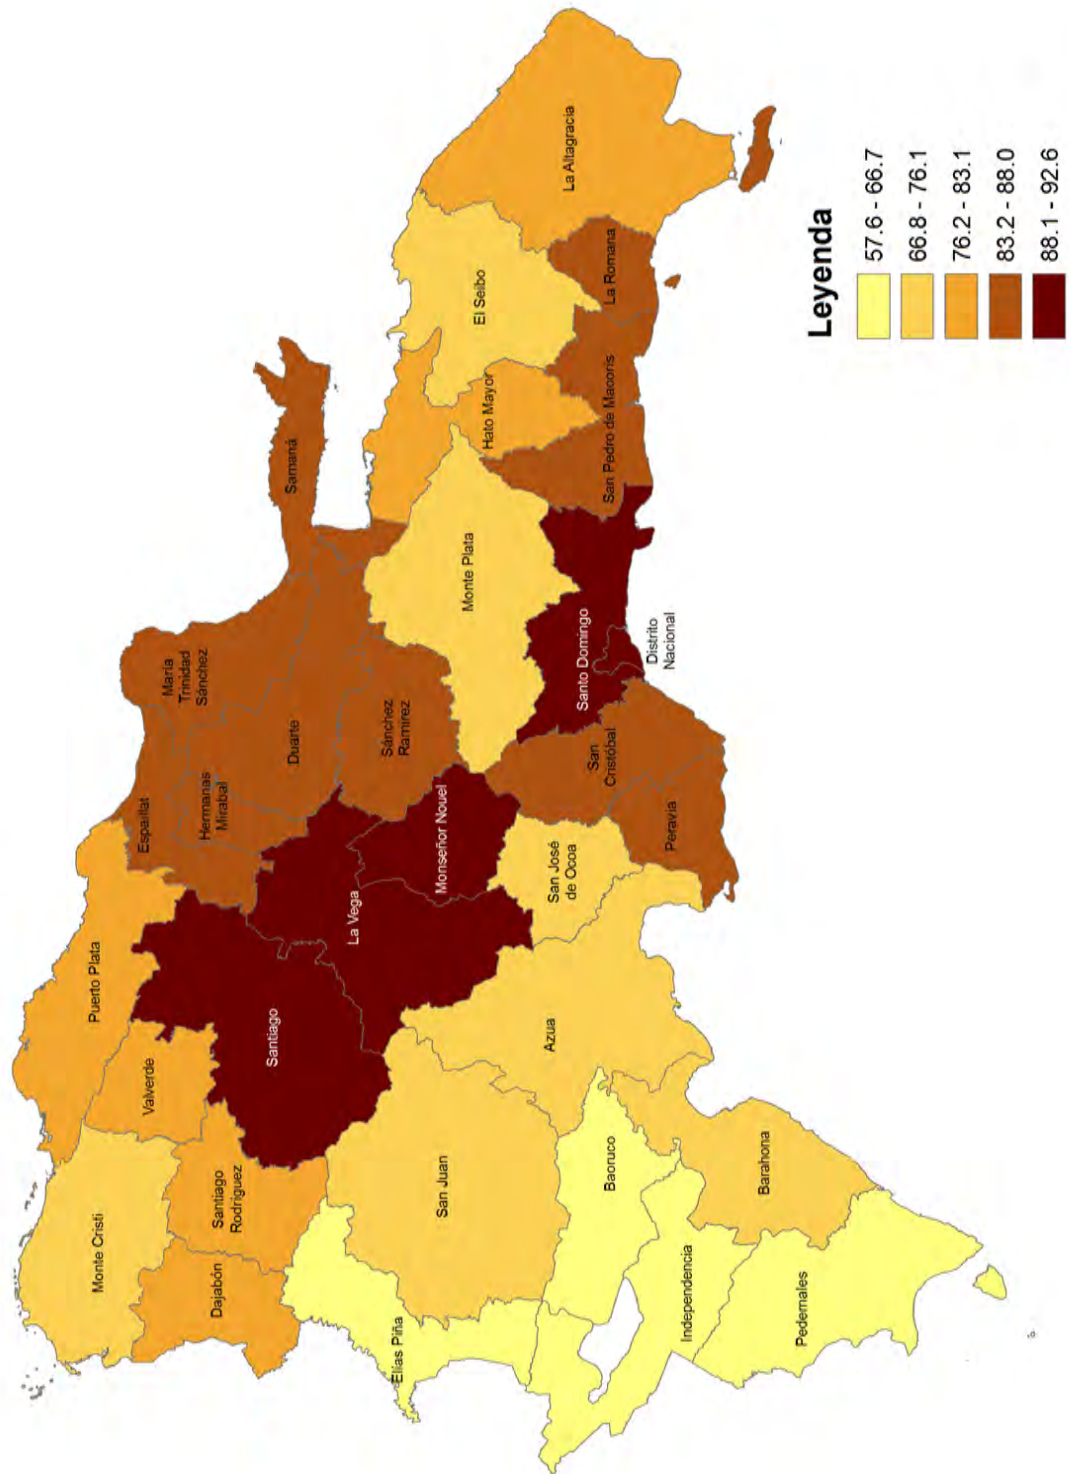 Monte Cristi
Puerto Plata
Valverde
Dajabón
Santiago
Rodríguez
Santiago
Espaillat
Hermanas
Mirabal
María
Trinidad
Sánchez
Duarte
Samaná
La Vega
Sánchez
Ramírez
Monseñor Nouel
Elías Piña
San Juan
Azua
San José
de Ocoa
Monte Plata
Hato Mayor
El Seibo
La Altagracia
La Romana
San Pedro de Macorís
Santo Domingo
Distrito
Nacional
San
Cristóbal
Peravia
Baoruco
Barahona
Independencia
Pedernales
Leyenda
57.6 - 66.7
66.8 - 76.1
76.2 - 83.1
83.2 - 88.0
88.1 - 92.6